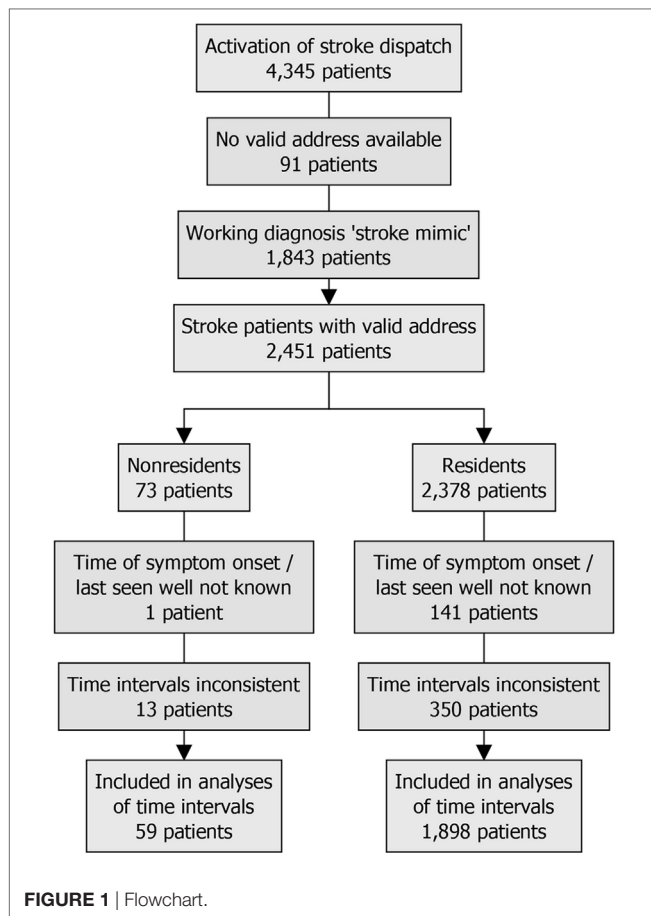 Activation of stroke dispatch
4,345 patients
No valid address available
91 patients
Working diagnosis 'stroke mimic'
1,843 patients
Stroke patients with valid address
2,451 patients
Nonresidents
73 patients
Residents
2,378 patients
Time of symptom onset /
last seen well not known
1 patient
Time of symptom onset /
last seen well not known
141 patients
Time intervals inconsistent
13 patients
Time intervals inconsistent
350 patients
Included in analyses
of time intervals
59 patients
Included in analyses
of time intervals
1,898 patients
FIGURE 1 | Flowchart.